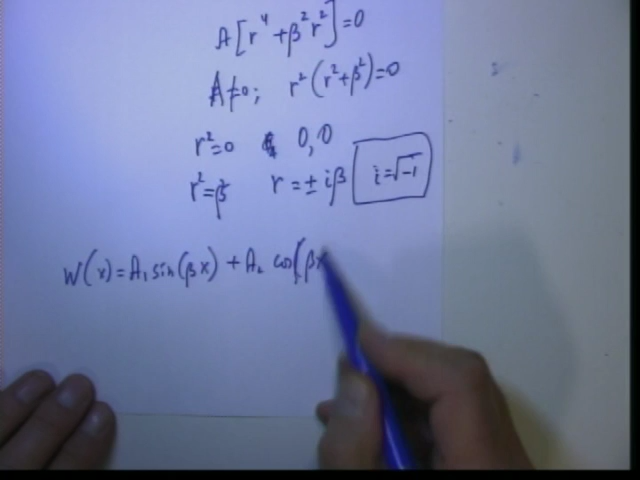 A[r⁴ + β²r²] = 0
A ≠ 0; r²(r² + β²) = 0
r² = 0 0, 0
r² = β² r = ± iβ i = √-1
W(x) = A₁ sin(βx) + A₂ cos(βx